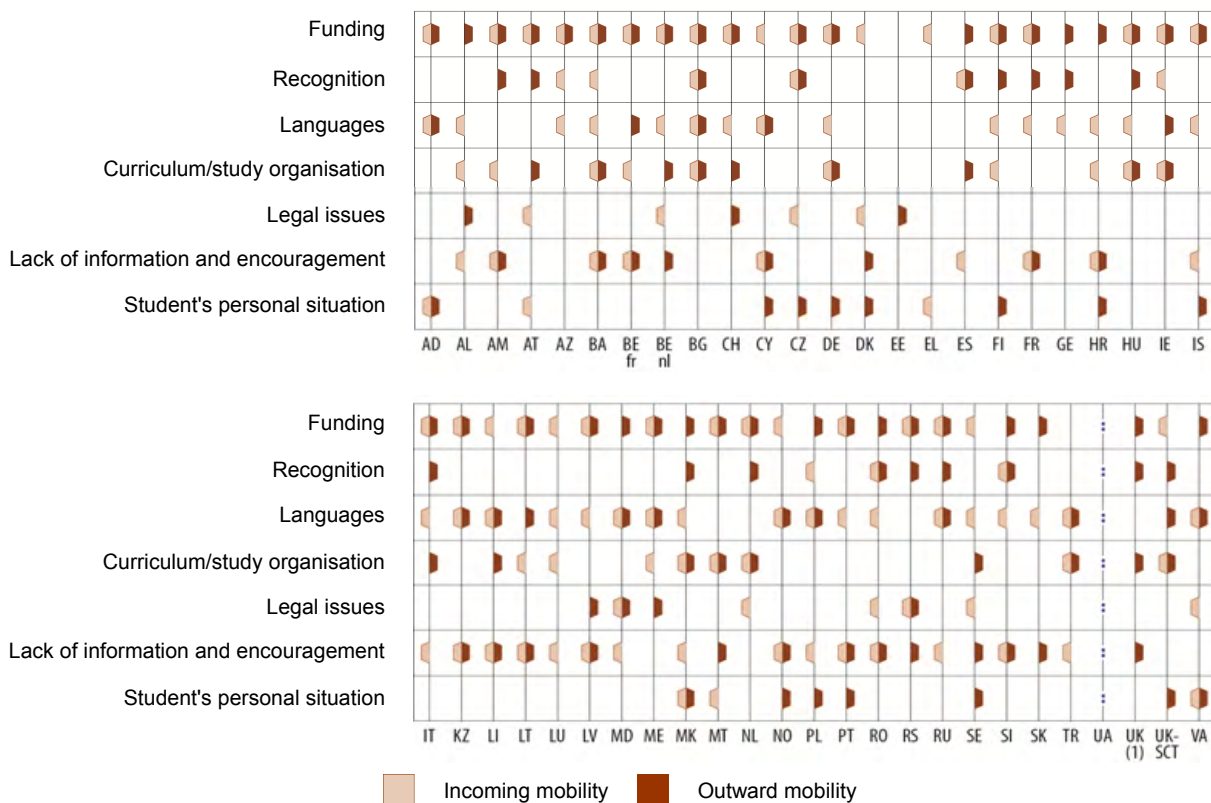 Funding
Recognition
Languages
Curriculum/study organisation
Legal issues
Lack of information and encouragement
Student's personal situation
AD AL AM AT AZ BA BE BE BG CH CY CZ DE DK EE EL ES FI FR GE HR HU IE IS
fr nl
Funding
Recognition
Languages
Curriculum/study organisation
Legal issues
Lack of information and encouragement
Student's personal situation
IT KZ LI LT LU LV MD ME MK MT NL NO PL PT RO RS RU SE SI SK TR UA UK UK- VA
(1) SCT
Incoming mobility Outward mobility